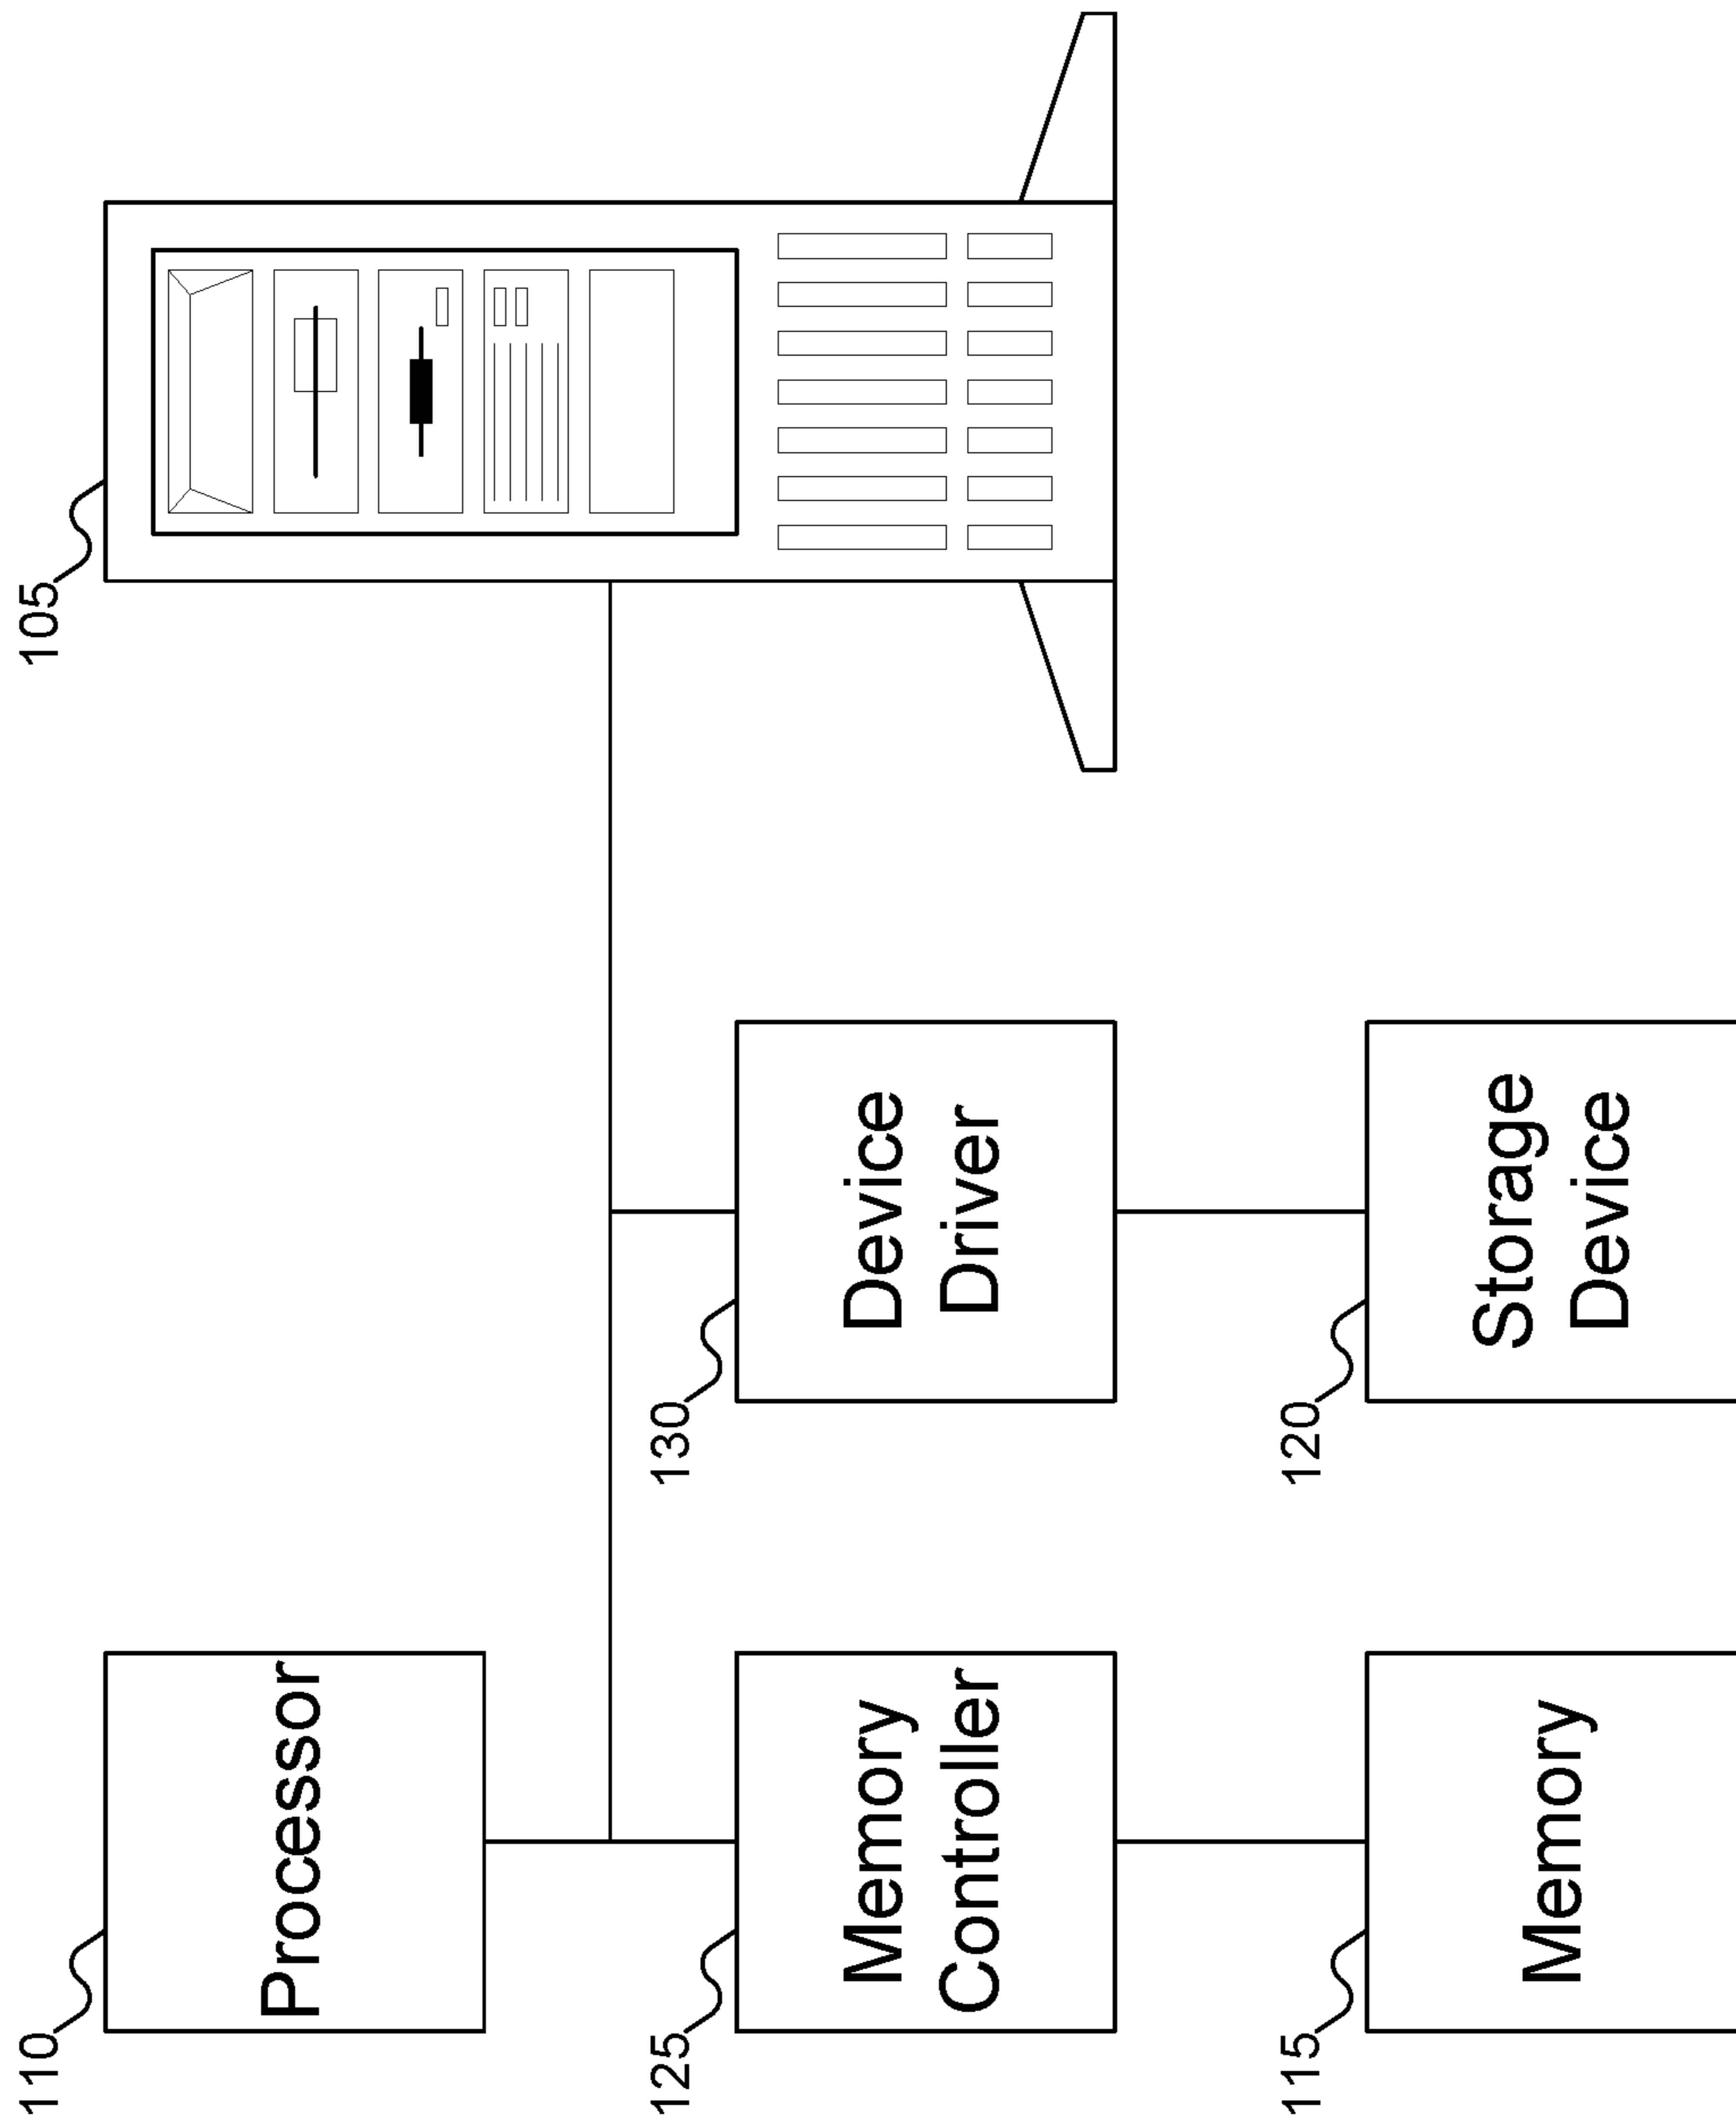 110
Processor
105
125
Memory
Controller
130
Device
Driver
115
Memory
120
Storage
Device